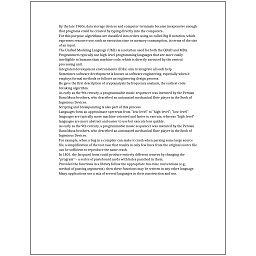 By the late 1960s, data storage devices and computer terminals became inexpensive enough
that programs could be created by typing directly into the computers.
Various security are classified sometimes using so-called Big O notation which
expresses resource use, such as execution time or memory consumption, in terms of the size
of an input.
The Unified Modeling Language (UML) is a notation used for both the OOAD and MDA.
Programmers typically use high-level programming languages that are more easily
intelligible to humans than machine code, which is directly executed by the central
processing unit.
Integrated development environments (IDEs) aim to integrate all such help.
Sometimes software development is known as software engineering, especially when it
employs formal methods or follows an engineering design process.
He gave the first description of cryptanalysis by frequency analysis, the earliest code-
breaking algorithm.
As early as the 9th century, a programmable music sequencer was invented by the Persian
Banu Musa brothers, who described an automated mechanical flute player in the Book of
Ingenious Devices.
Scripting and breakpointing is also part of this process.
Languages form an approximate spectrum from "low-level" to "high-level"; "low-level"
languages are typically more machine-oriented and faster to execute, whereas "high-level"
languages are more abstract and easier to use but execute less quickly.
As early as the 9th century, a programmable music sequencer was invented by the Persian
Banu Musa brothers, who described an automated mechanical flute player in the Book of
Ingenious Devices.
For example, when a bug in a compiler can make it crash when parsing some large source
file, a simplification of the test case that results in only few lines from the original source file
can be sufficient to reproduce the same crash.
In 1801, the Jacquard loom could produce entirely different weaves by changing the
"program" - a series of pasteboard cards with holes punched in them.
Provided the functions in a library follow the appropriate run-time conventions (e.g.,
method of passing arguments), then these functions may be written in any other language.
Many applications use a mix of several languages in their construction and use.